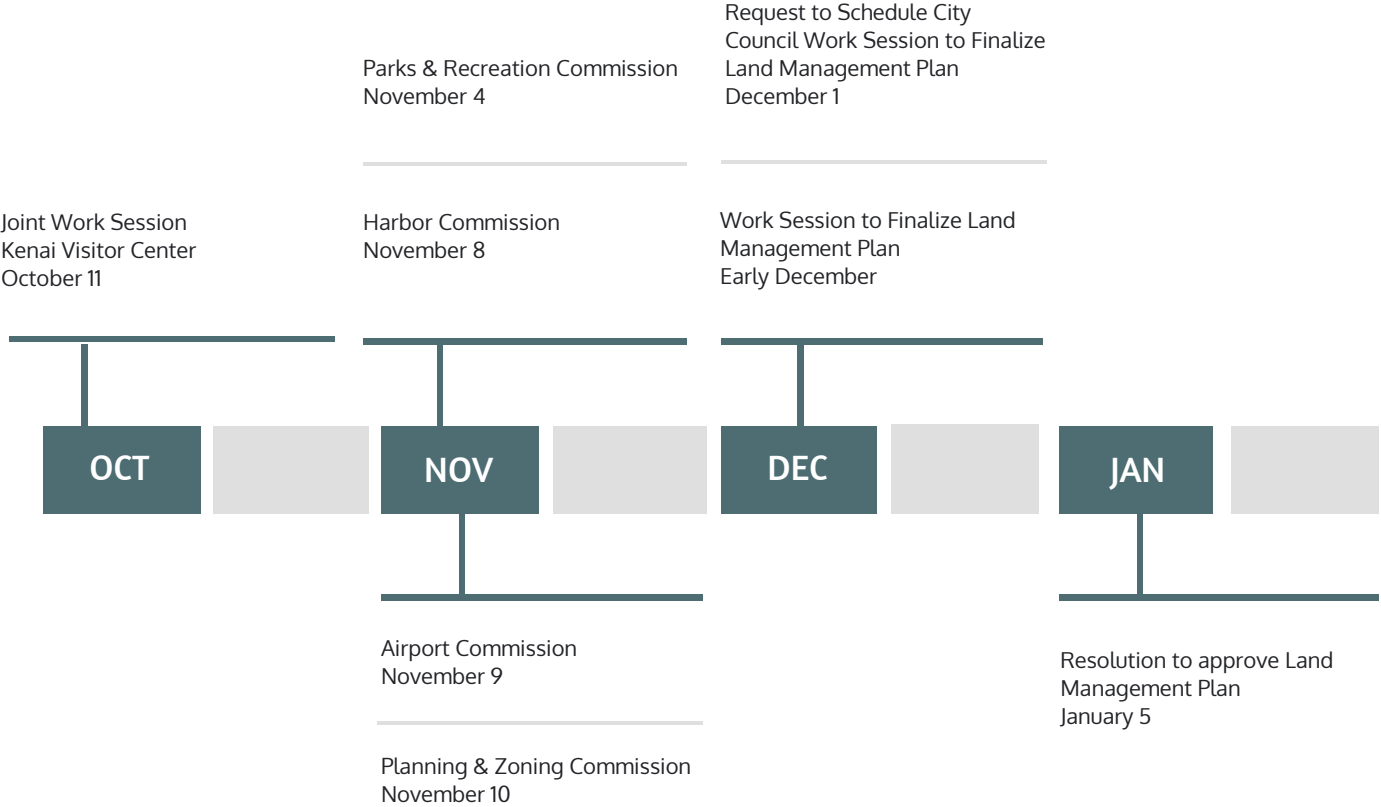 Joint Work Session
Kenai Visitor Center
October 11
Parks & Recreation Commission
November 4
Harbor Commission
November 8
Request to Schedule City
Council Work Session to Finalize
Land Management Plan
December 1
Work Session to Finalize Land
Management Plan
Early December
OCT
NOV
DEC
JAN
Airport Commission
November 9
Planning & Zoning Commission
November 10
Resolution to approve Land
Management Plan
January 5